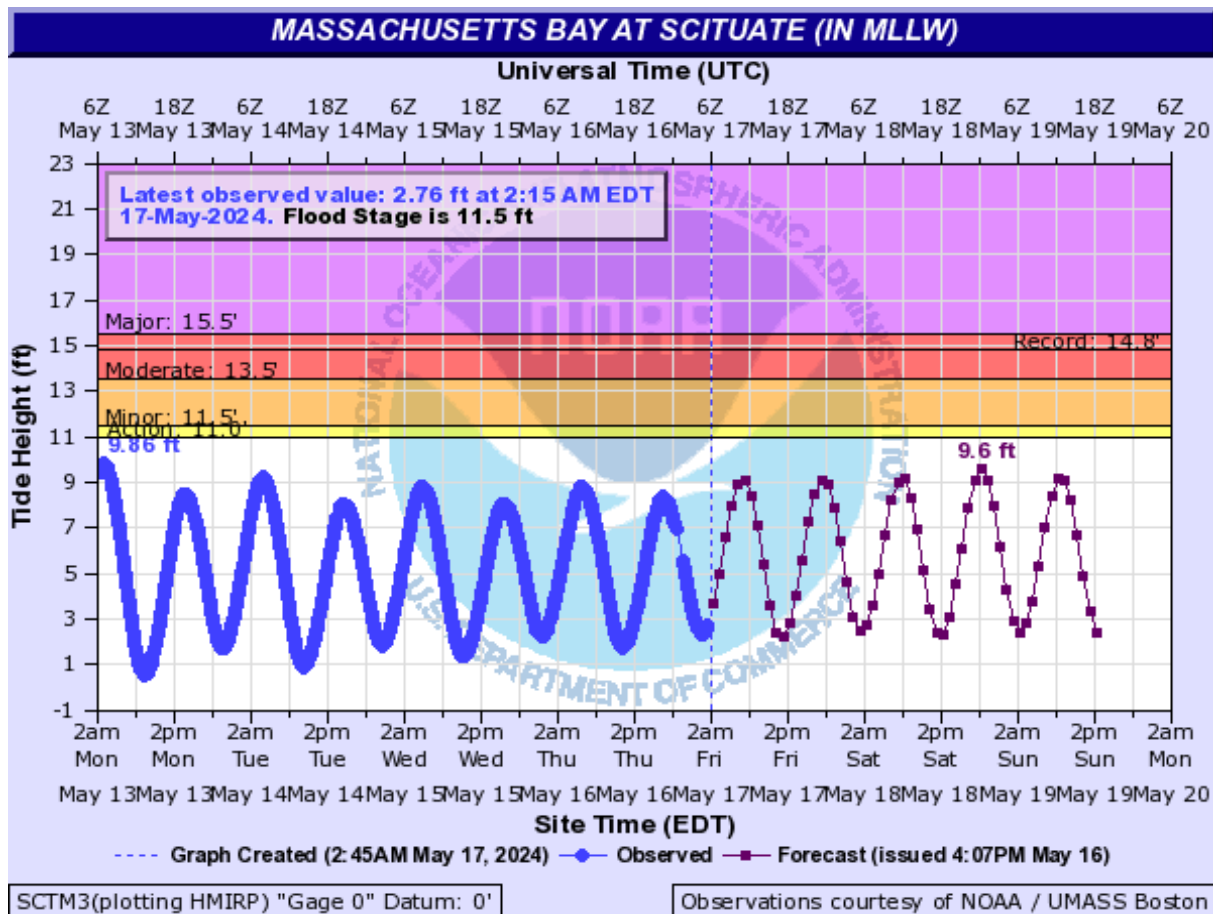 MASSACHUSETTS BAY AT SCITUATE (IN MLLW)
Universal Time (UTC)
6Z 18Z 6Z 18Z 6Z 18Z 6Z 18Z 6Z 18Z 6Z 18Z 6Z 18Z 6Z
May 13 May 13 May 14 May 14 May 15 May 15 May 16 May 16 May 17 May 17 May 18 May 18 May 19 May 19 May 20
Latest observed value: 2.76 ft at 2:15 AM EDT
17-May-2024. Flood Stage is 11.5 ft
Tide Height (ft)
23
21
19
17
15
13
11
9
7
5
3
1
-1
Major: 15.5'
Record: 14.8'
Moderate: 13.5'
Minor: 11.5'
Action: 11.0'
9.86 ft
9.6 ft
NATIONAL OCEANIC AND ATMOSPHERIC ADMINISTRATION
NOAA
U.S. DEPARTMENT OF COMMERCE
2am 2pm 2am 2pm 2am 2pm 2am 2pm 2am 2pm 2am 2pm 2am 2pm 2am
Mon Mon Tue Tue Wed Wed Thu Thu Fri Fri Sat Sat Sun Sun Mon
May 13 May 13 May 14 May 14 May 15 May 15 May 16 May 16 May 17 May 17 May 18 May 18 May 19 May 19 May 20
Site Time (EDT)
Graph Created (2:45AM May 17, 2024) Observed Forecast (issued 4:07PM May 16)
SCTM3(plotting HMIRP) "Gage 0" Datum: 0'
Observations courtesy of NOAA / UMASS Boston